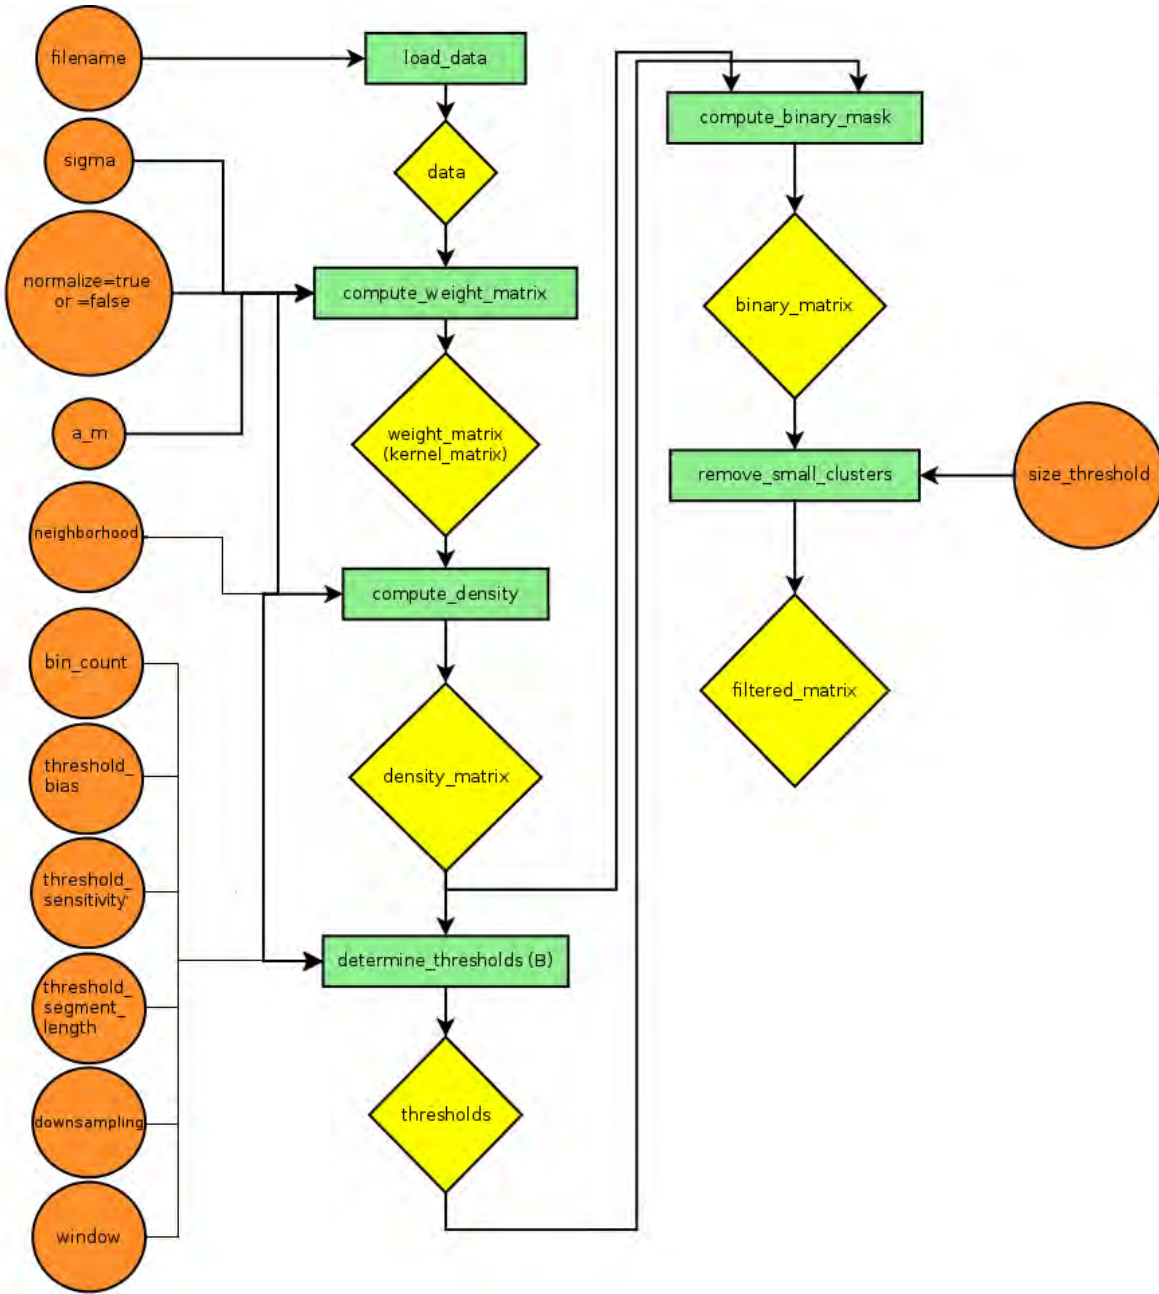 filename
load_data
compute_binary_mask
sigma
data
normalize=true
or =false
compute_weight_matrix
binary_matrix
a_m
weight_matrix
(kernel_matrix)
remove_small_clusters
size_threshold
neighborhood
compute_density
bin_count
filtered_matrix
threshold_
bias
density_matrix
threshold_
sensitivity
determine_thresholds (B)
threshold_
segment_
length
thresholds
downsampling
window